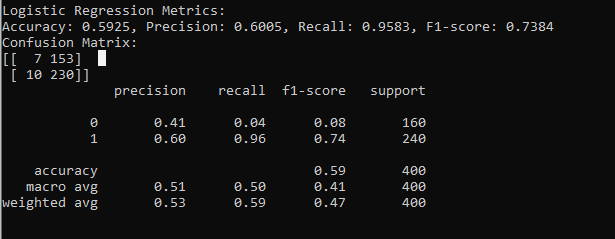 Logistic Regression Metrics:
Accuracy: 0.5925, Precision: 0.6005, Recall: 0.9583, F1-score: 0.7384
Confusion Matrix:
[[  7 153]
 [ 10 230]]
              precision    recall  f1-score   support

           0       0.41      0.04      0.08       160
           1       0.60      0.96      0.74       240

    accuracy                           0.59       400
   macro avg       0.51      0.50      0.41       400
weighted avg       0.53      0.59      0.47       400